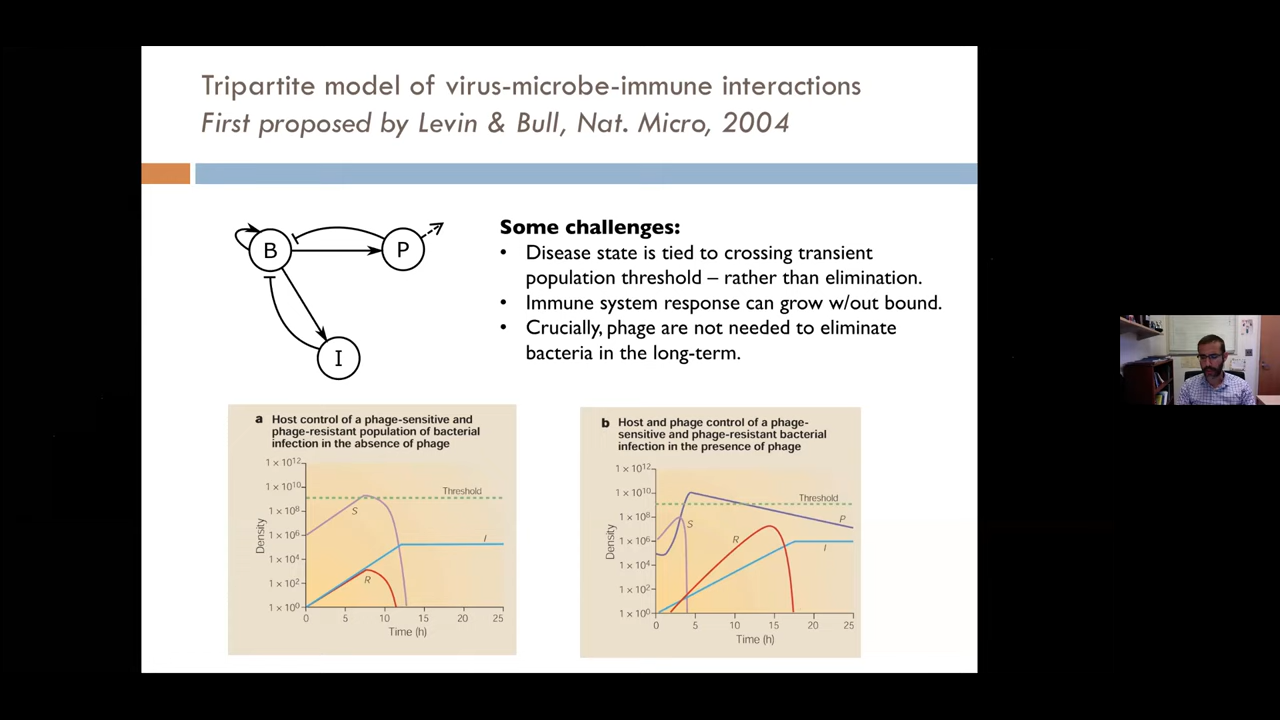 Tripartite model of virus-microbe-immune interactions
First proposed by Levin & Bull, Nat. Micro, 2004
B
P
I
Some challenges:
• Disease state is tied to crossing transient
population threshold – rather than elimination.
• Immune system response can grow w/out bound.
• Crucially, phage are not needed to eliminate
bacteria in the long-term.
a Host control of a phage-sensitive and
phage-resistant population of bacterial
infection in the absence of phage
1 × 10¹²
1 × 10¹⁰
1 × 10⁸
1 × 10⁶
1 × 10⁴
1 × 10²
1 × 10⁰
Density
Threshold
S
I
R
0 5 10 15 20 25
Time (h)
b Host and phage control of a phage-
sensitive and phage-resistant bacterial
infection in the presence of phage
1 × 10¹²
1 × 10¹⁰
1 × 10⁸
1 × 10⁶
1 × 10⁴
1 × 10²
1 × 10⁰
Density
Threshold
S
P
R
I
0 5 10 15 20 25
Time (h)